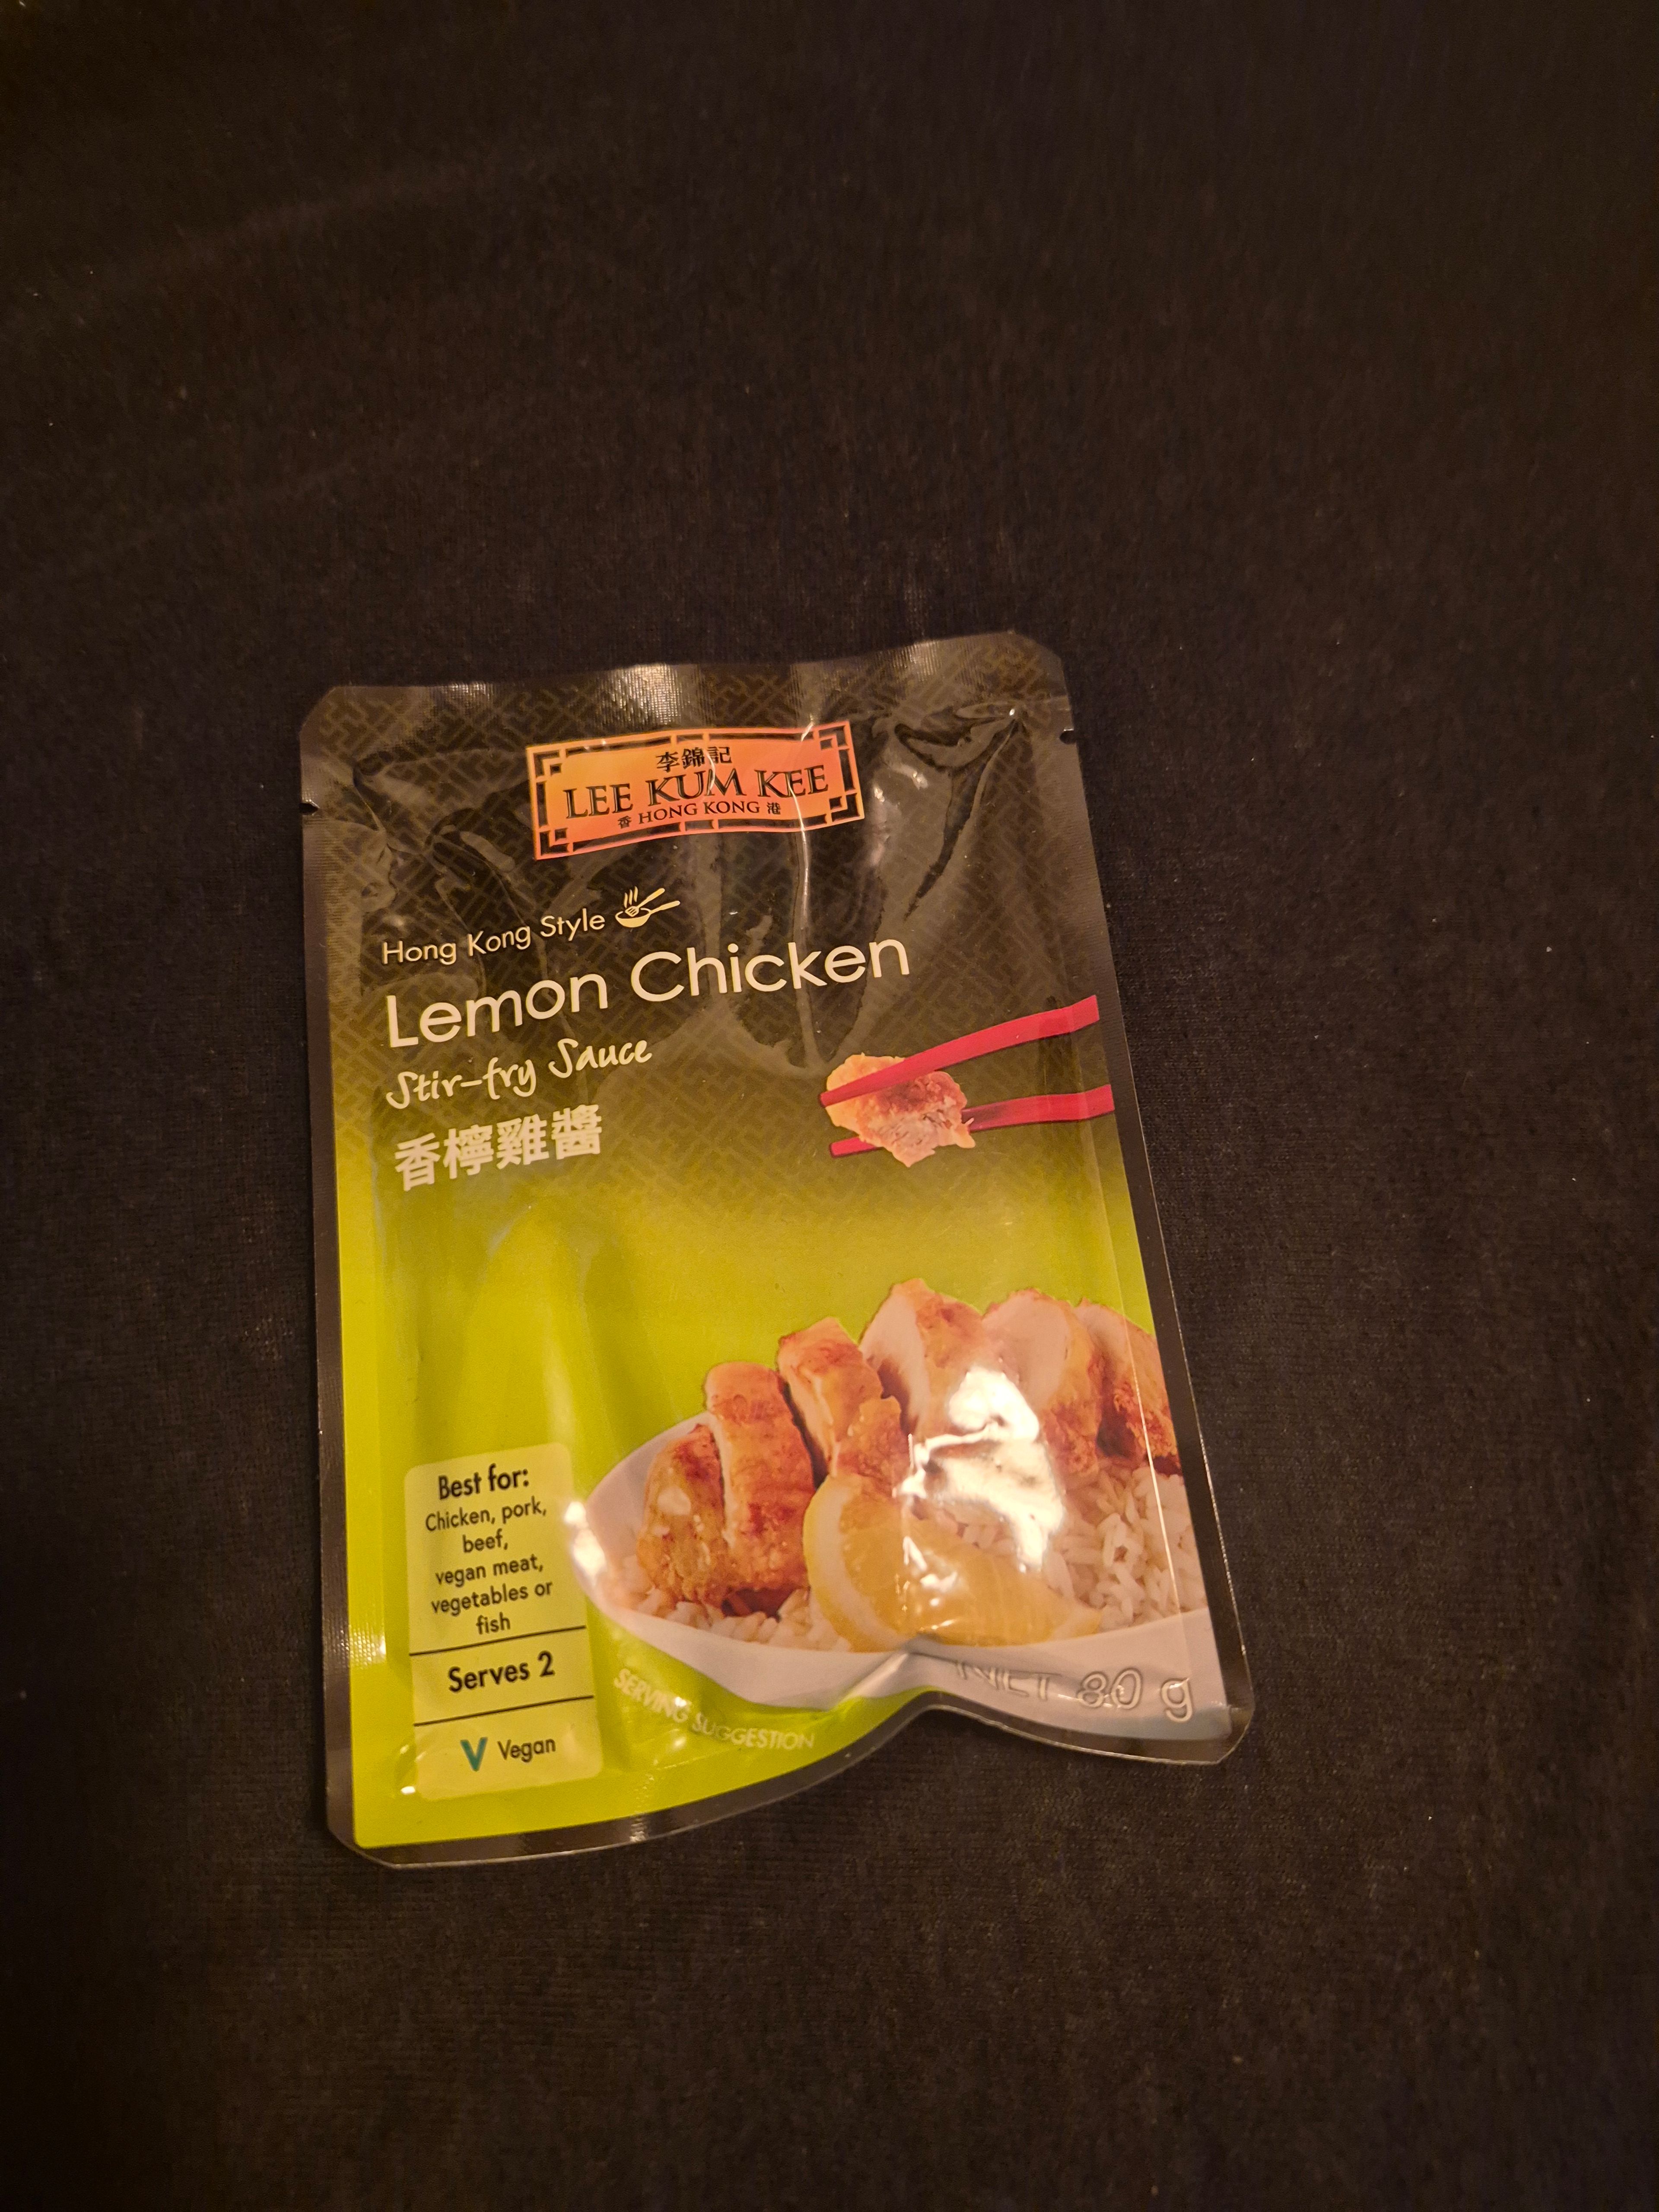 李錦記
LEE KUM KEE
香 HONG KONG 港
Hong Kong Style
Lemon Chicken
Stir-fry Sauce
香檸雞醬
Best for:
Chicken, pork,
beef,
vegan meat,
vegetables or
fish
Serves 2
V Vegan
SERVING SUGGESTION
NET 80 g